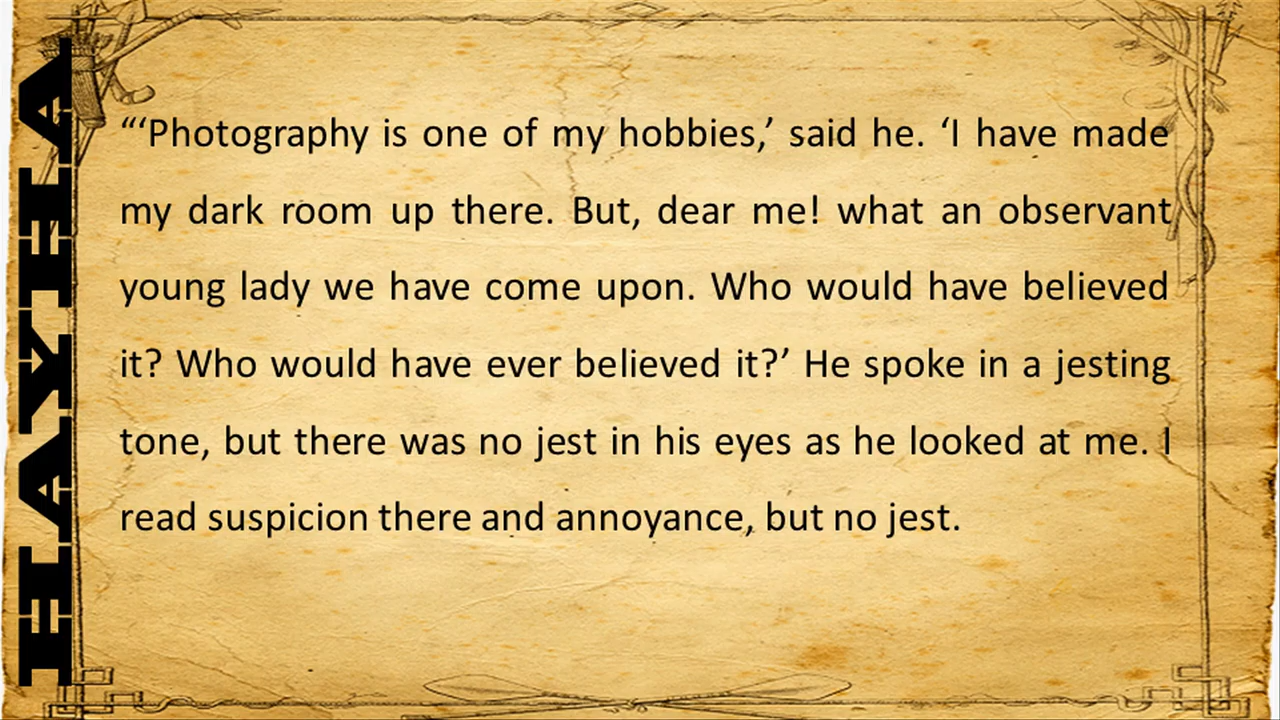 HAYHA
“‘Photography is one of my hobbies,’ said he. ‘I have made
my dark room up there. But, dear me! what an observant
young lady we have come upon. Who would have believed
it? Who would have ever believed it?’ He spoke in a jesting
tone, but there was no jest in his eyes as he looked at me. I
read suspicion there and annoyance, but no jest.